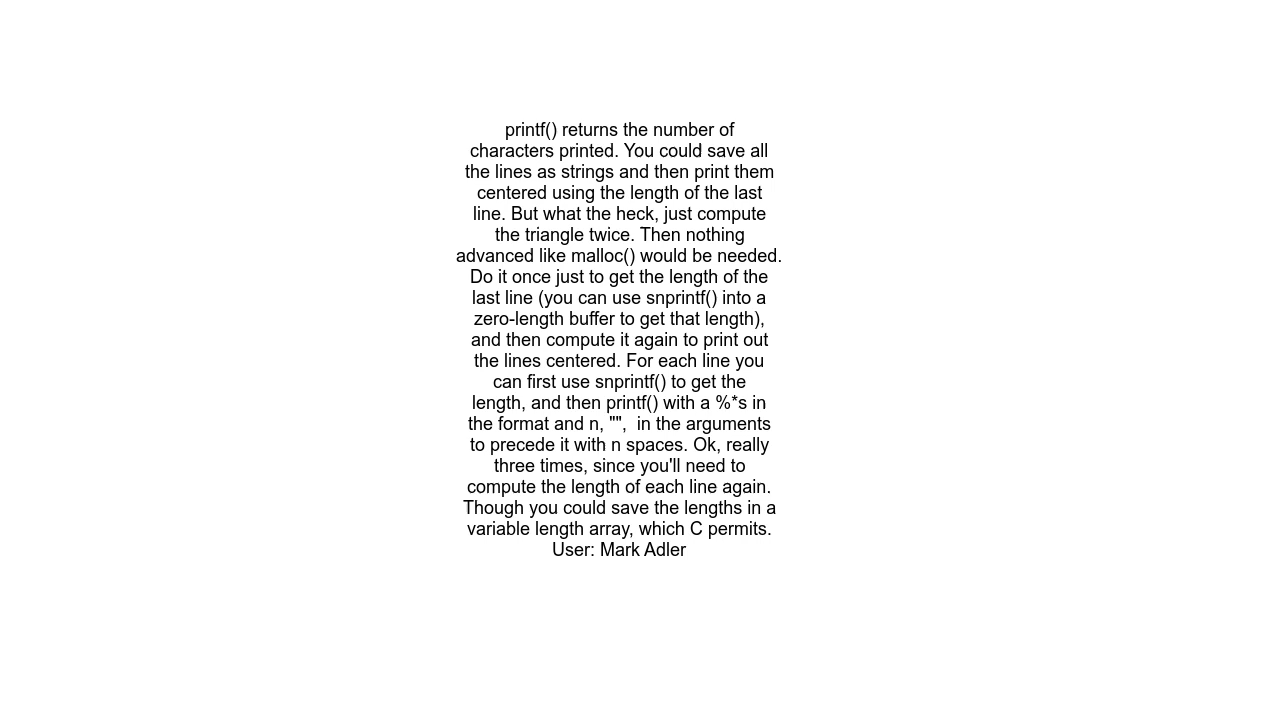 printf() returns the number of
characters printed. You could save all
the lines as strings and then print them
centered using the length of the last
line. But what the heck, just compute
the triangle twice. Then nothing
advanced like malloc() would be needed.
Do it once just to get the length of the
last line (you can use snprintf() into a
zero-length buffer to get that length),
and then compute it again to print out
the lines centered. For each line you
can first use snprintf() to get the
length, and then printf() with a %*s in
the format and n, "",  in the arguments
to precede it with n spaces. Ok, really
three times, since you'll need to
compute the length of each line again.
Though you could save the lengths in a
variable length array, which C permits.
User: Mark Adler